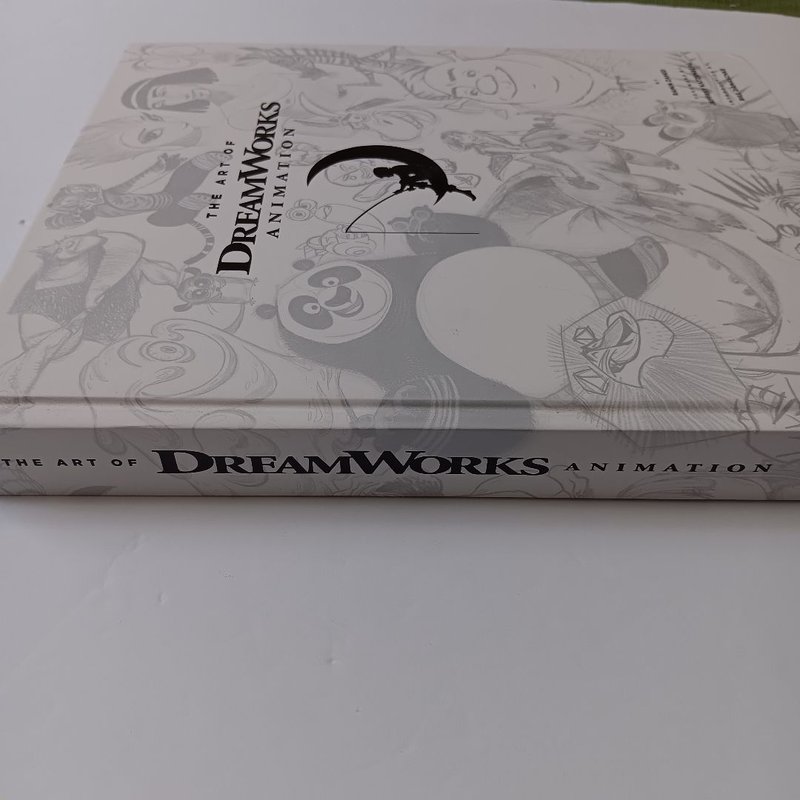 THE ART OF
DREAMWORKS
ANIMATION
THE ART OF DREAMWORKS ANIMATION